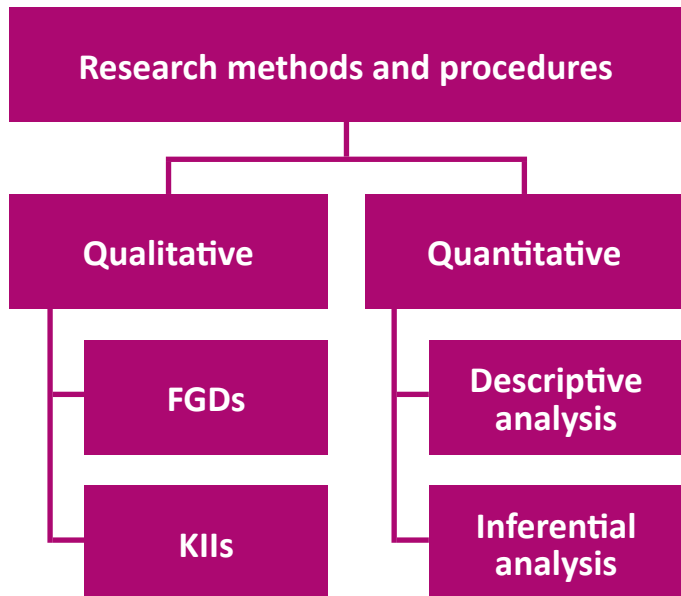 Research methods and procedures
Qualitative
Quantitative
FGDs
Descriptive
analysis
KIIs
Inferential
analysis